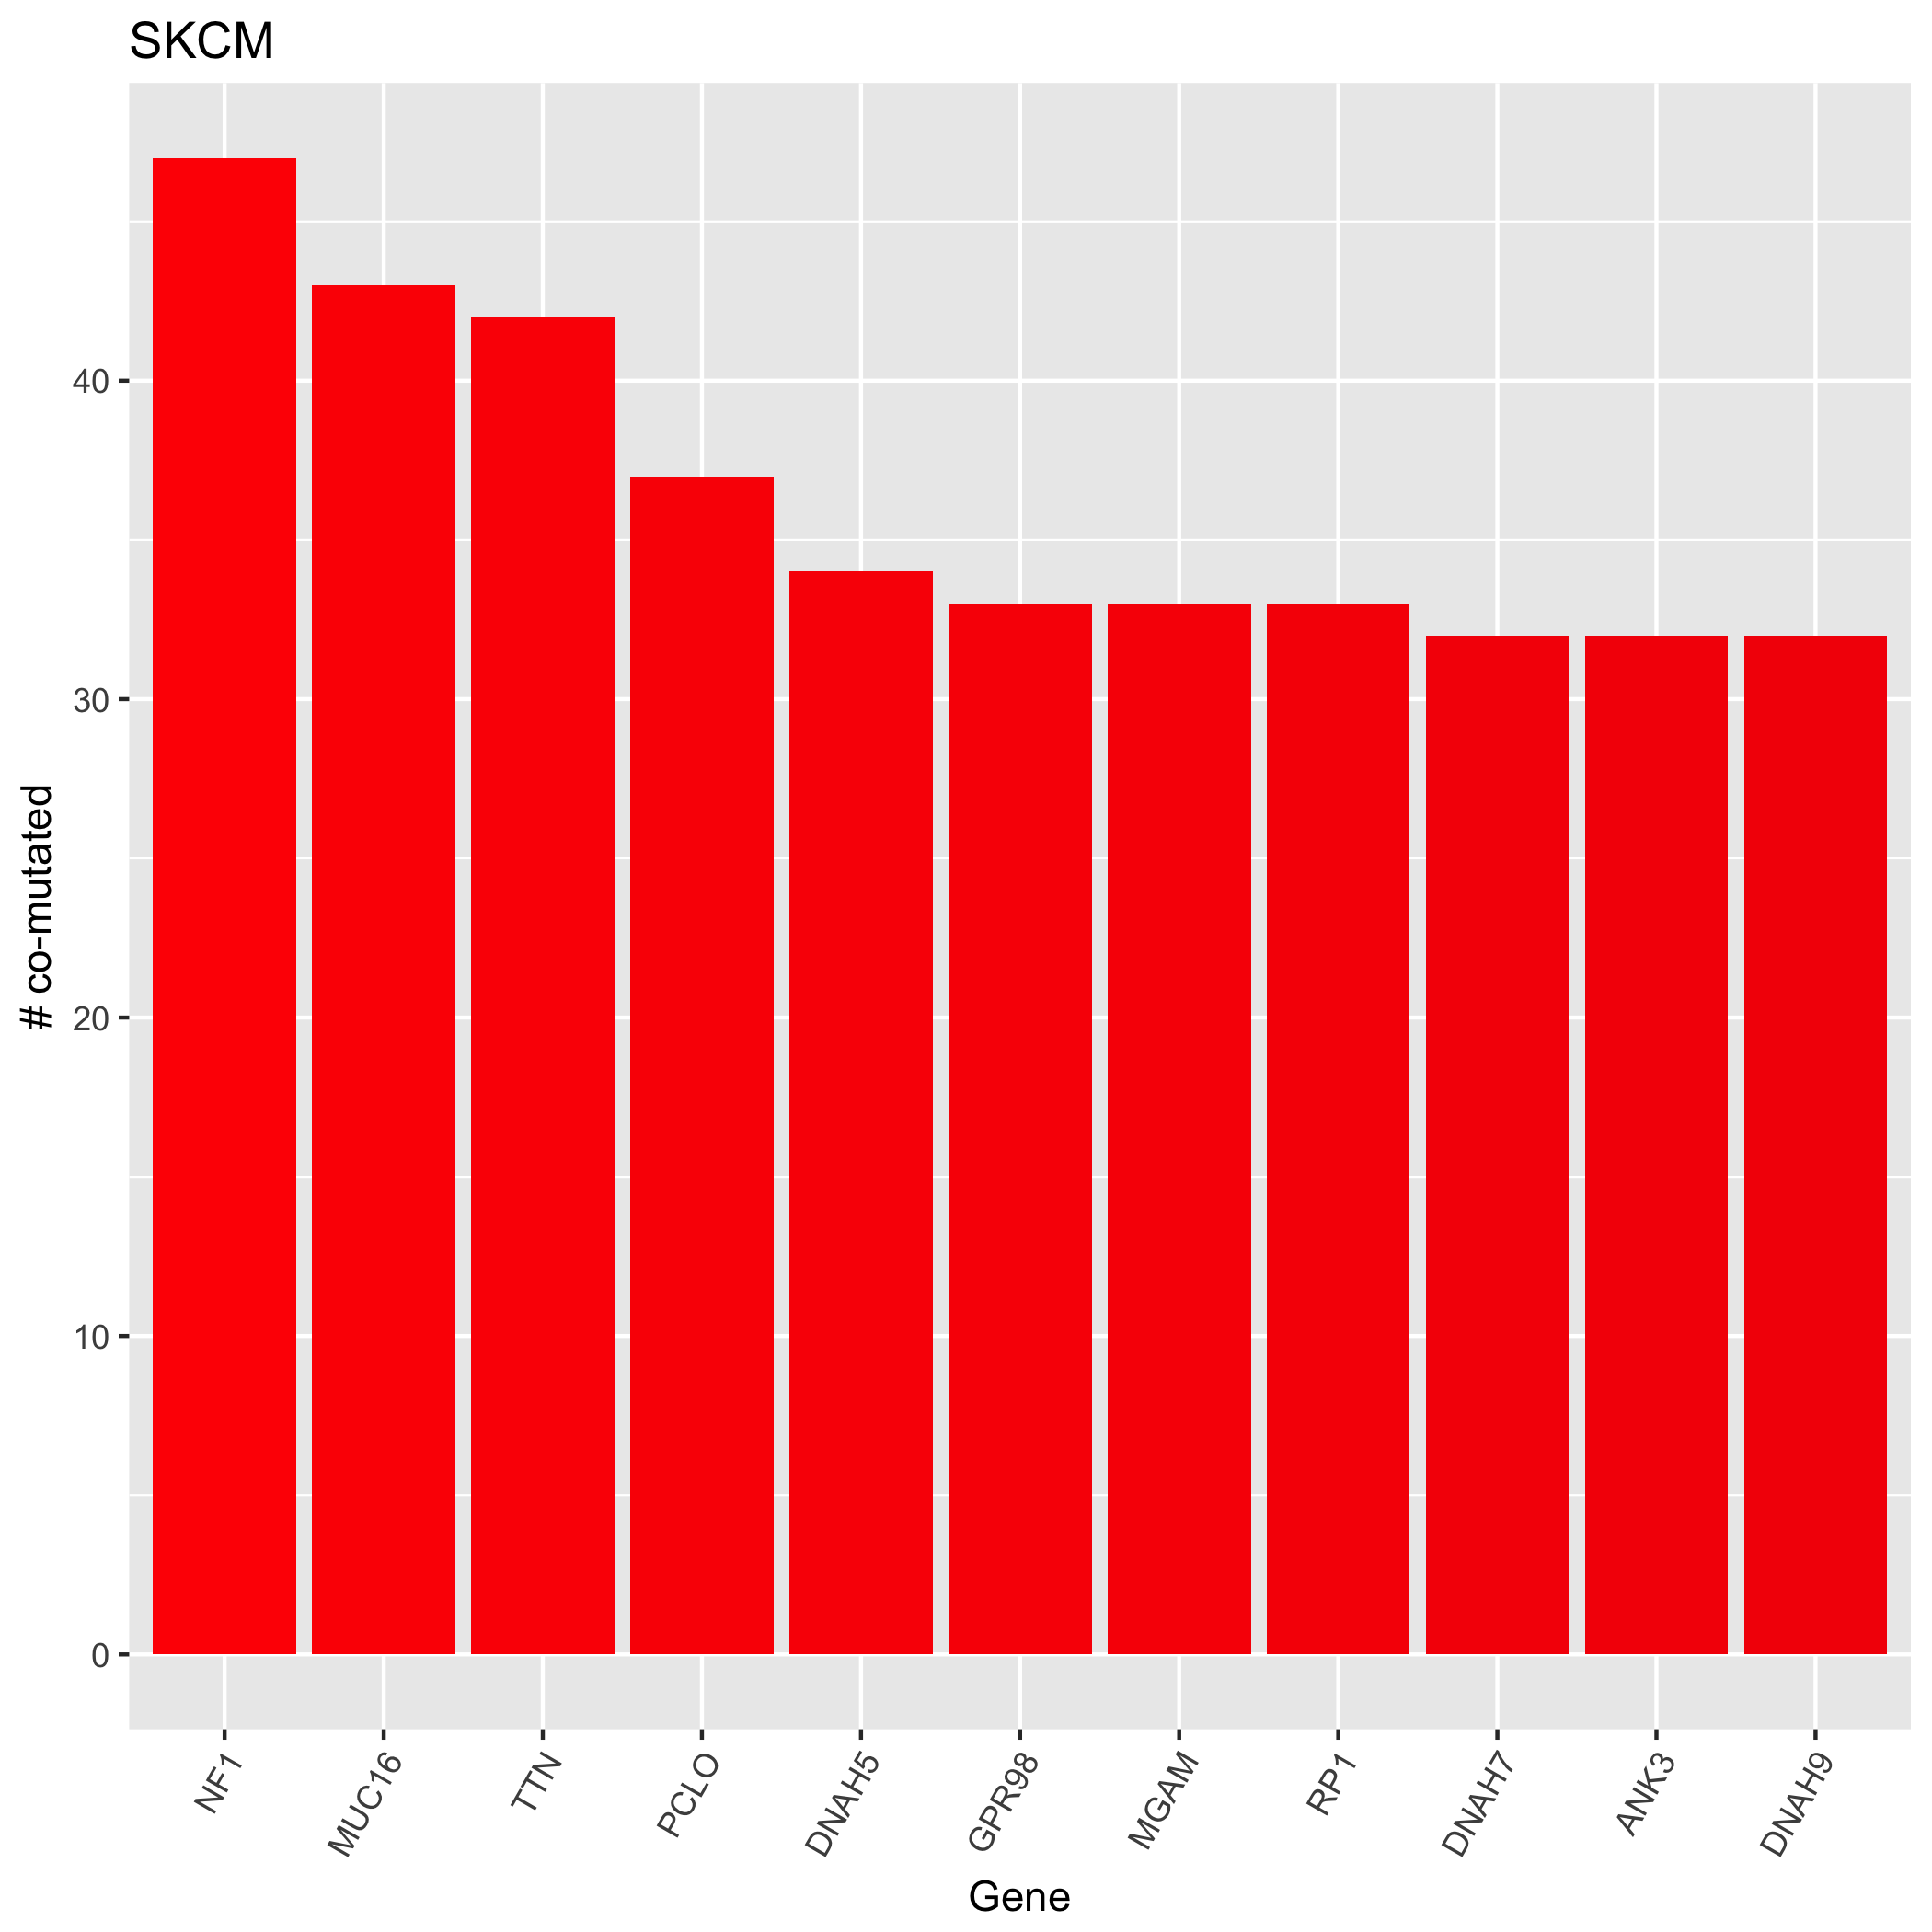 SKCM
# co-mutated
40
30
20
10
0
NF1
MUC16
TTN
PCLO
DNAH5
GPR98
MGAM
RP1
DNAH7
ANK3
DNAH9
Gene